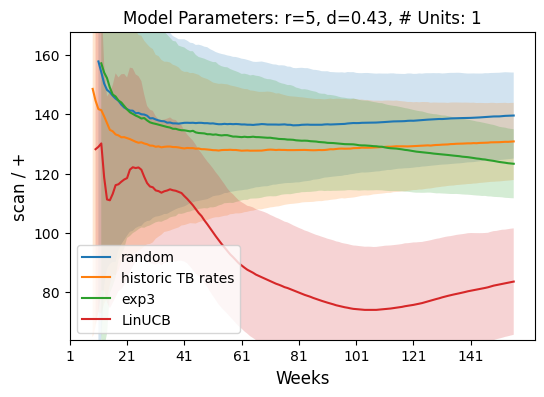 Model Parameters: r=5, d=0.43, # Units: 1
scan / +
160
140
120
100
80
random
historic TB rates
exp3
LinUCB
1 21 41 61 81 101 121 141
Weeks